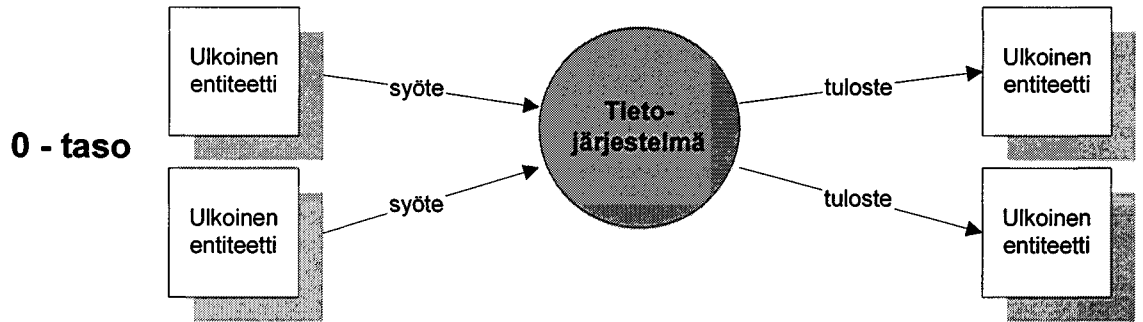 Ulkoinen
entiteetti
syöte
Tieto-
järjestelmä
tuloste
Ulkoinen
entiteetti
0 - taso
Ulkoinen
entiteetti
syöte
tuloste
Ulkoinen
entiteetti